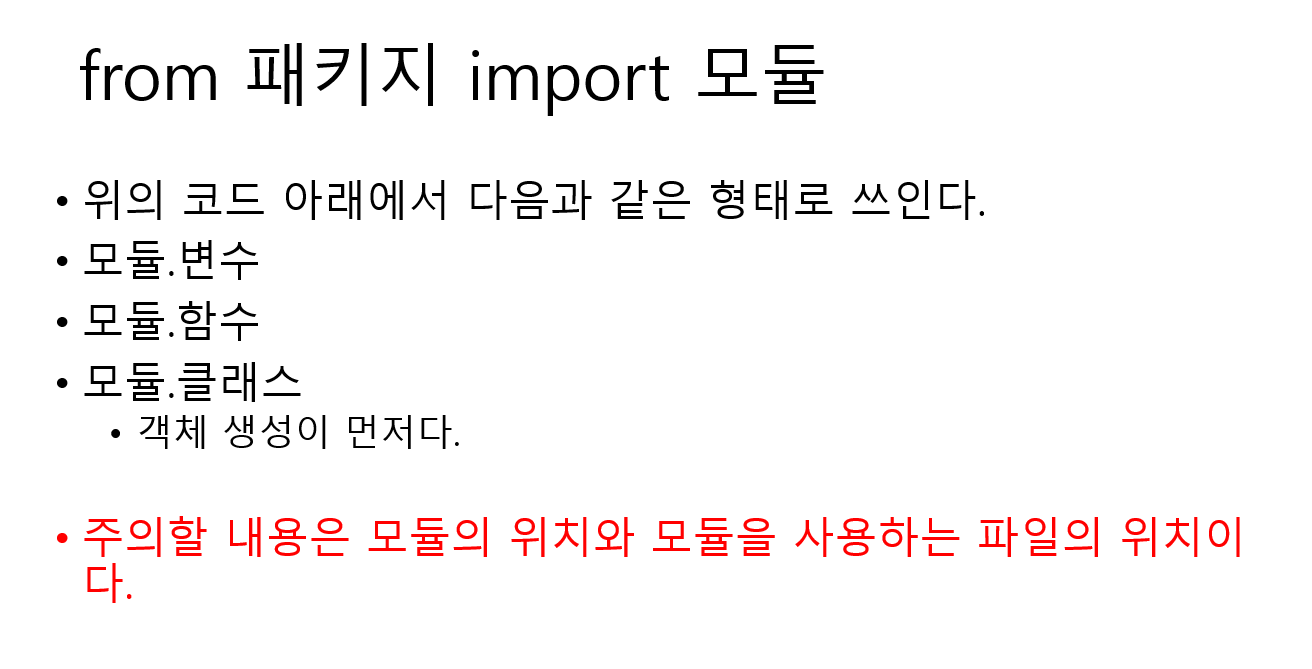 from 패키지 import 모듈
• 위의 코드 아래에서 다음과 같은 형태로 쓰인다.
• 모듈.변수
• 모듈.함수
• 모듈.클래스
• 객체 생성이 먼저다.
• 주의할 내용은 모듈의 위치와 모듈을 사용하는 파일의 위치이
다.